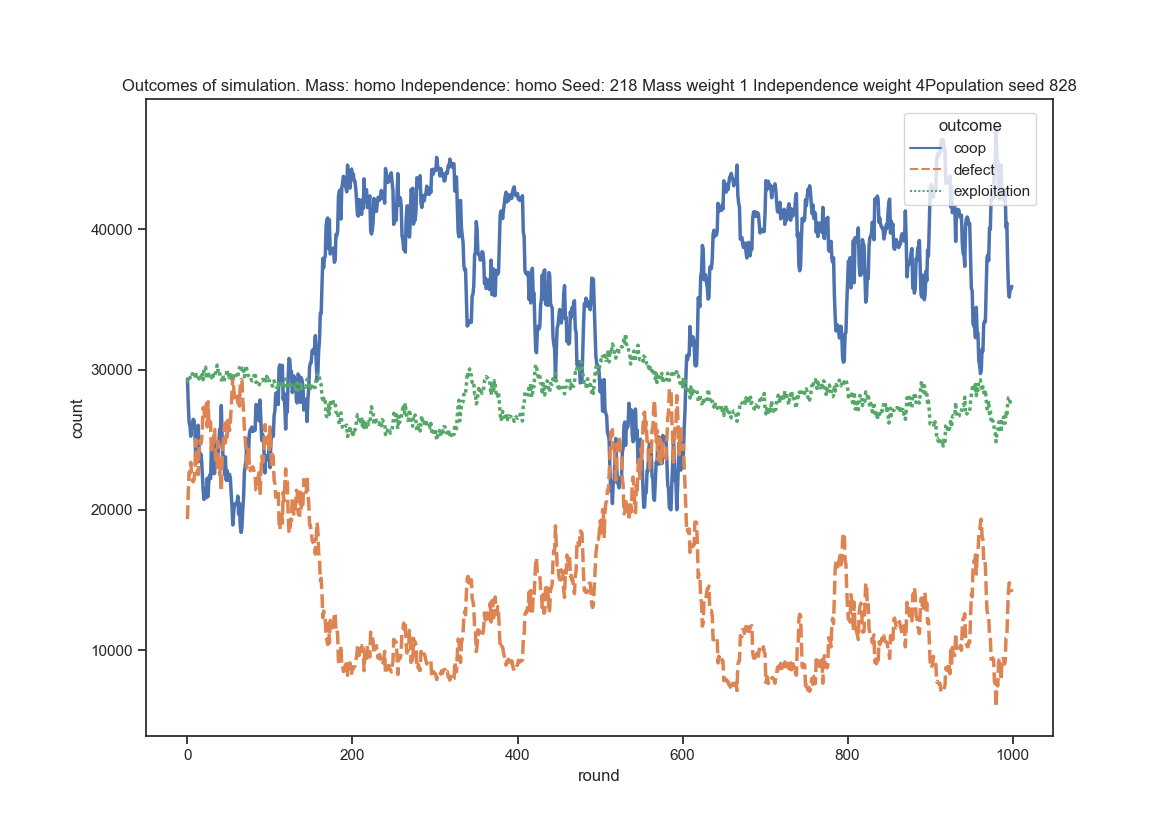 Outcomes of simulation. Mass: homo Independence: homo Seed: 218 Mass weight 1 Independence weight 4Population seed 828
outcome
coop
defect
exploitation
count
40000
30000
20000
10000
0 200 400 600 800 1000
round